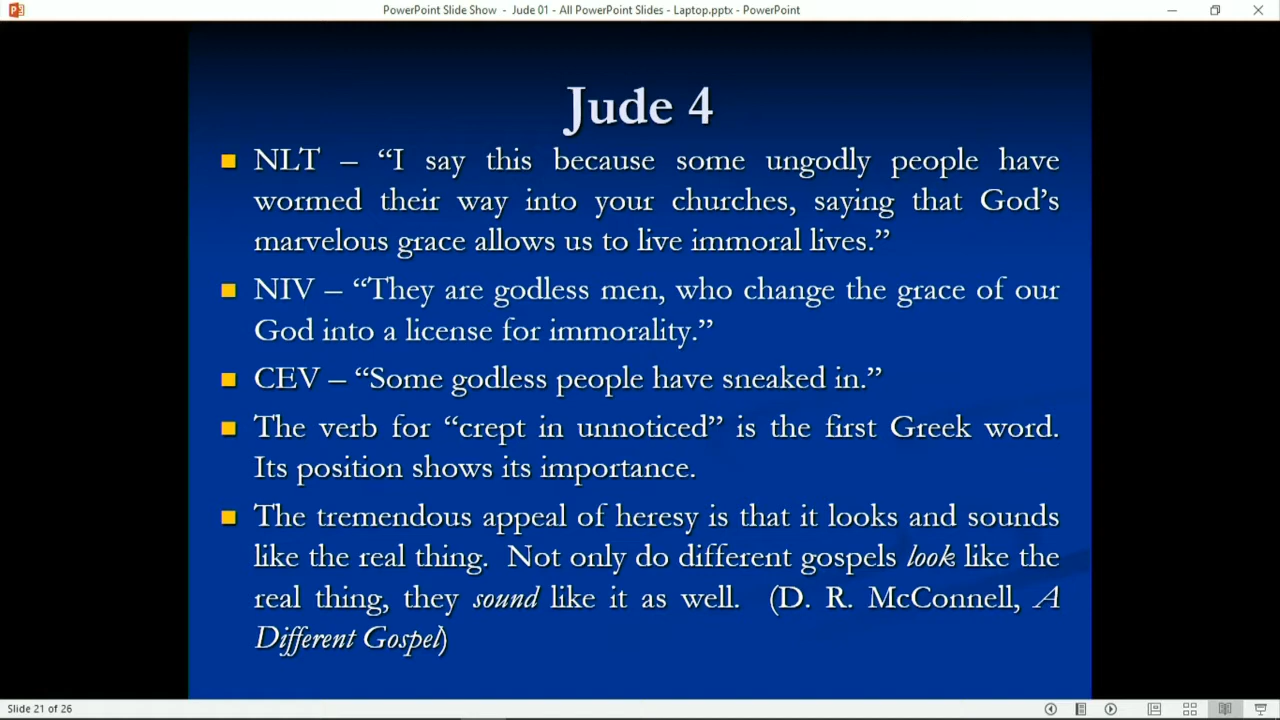 PowerPoint Slide Show - Jude 01 - All PowerPoint Slides - Laptop.pptx - PowerPoint
Jude 4
NLT – “I say this because some ungodly people have
wormed their way into your churches, saying that God’s
marvelous grace allows us to live immoral lives.”
NIV – “They are godless men, who change the grace of our
God into a license for immorality.”
CEV – “Some godless people have sneaked in.”
The verb for “crept in unnoticed” is the first Greek word.
Its position shows its importance.
The tremendous appeal of heresy is that it looks and sounds
like the real thing. Not only do different gospels look like the
real thing, they sound like it as well. (D. R. McConnell, A
Different Gospel)
Slide 21 of 26